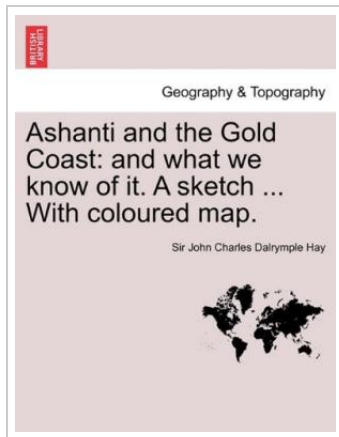 BRITISH
LIBRARY
Geography & Topography
Ashanti and the Gold
Coast: and what we
know of it. A sketch ...
With coloured map.
Sir John Charles Dalrymple Hay